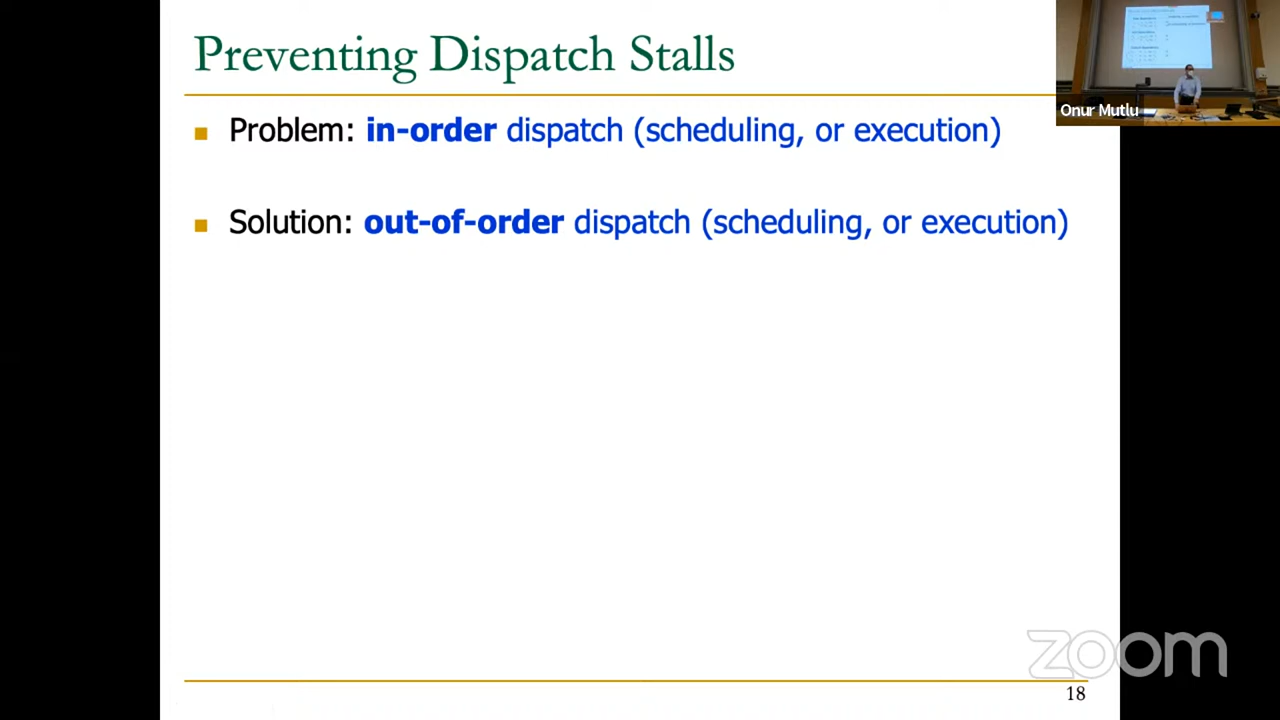 Preventing Dispatch Stalls
Onur Mutlu
Problem: in-order dispatch (scheduling, or execution)
Solution: out-of-order dispatch (scheduling, or execution)
zoom
18